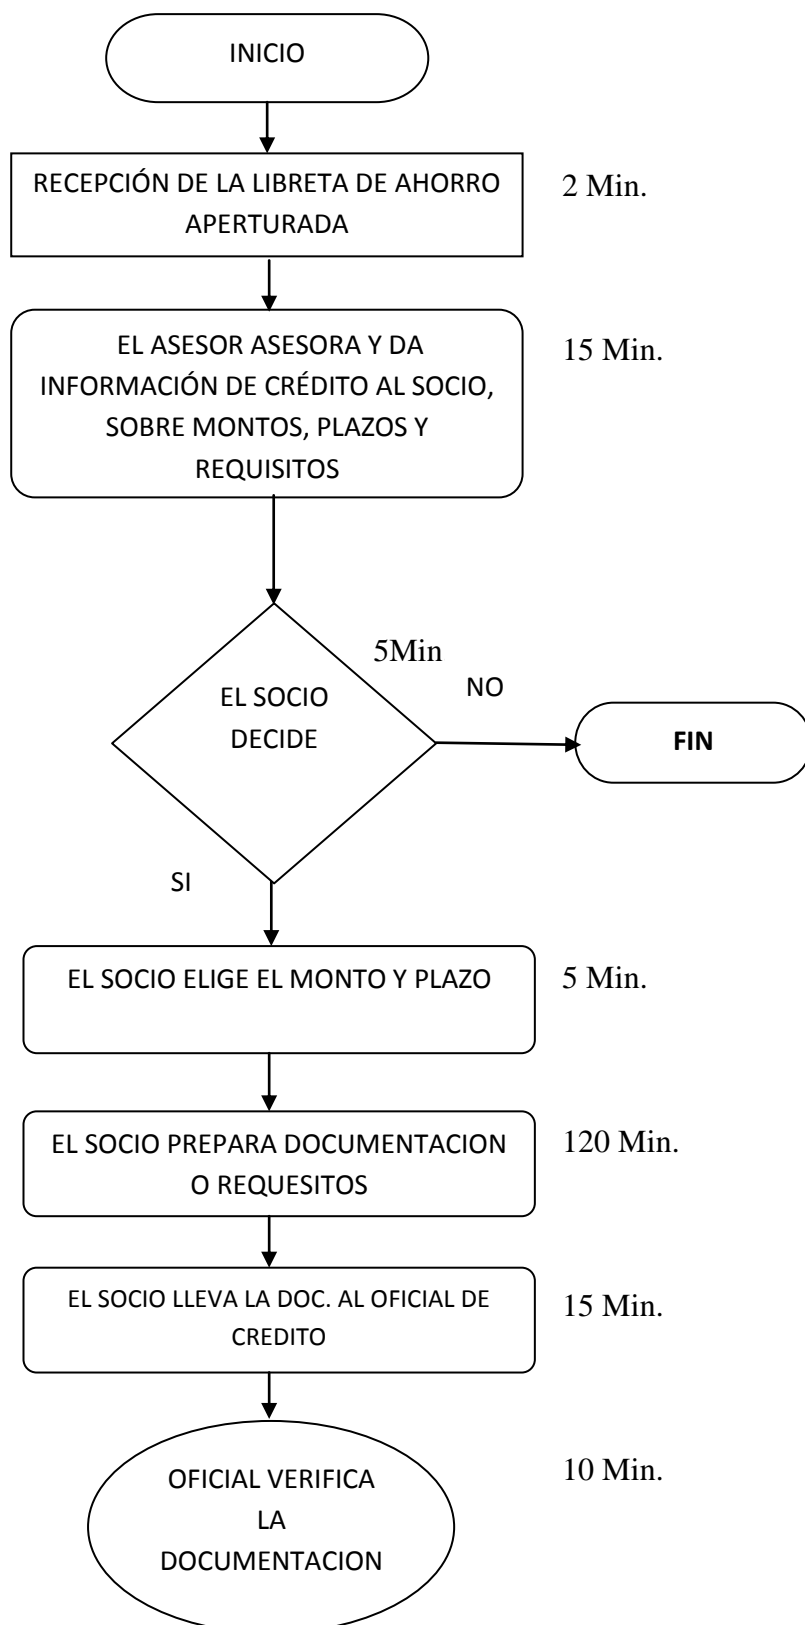 INICIO
RECEPCIÓN DE LA LIBRETA DE AHORRO
APERTURADA
2 Min.
EL ASESOR ASESORA Y DA
INFORMACIÓN DE CRÉDITO AL SOCIO,
SOBRE MONTOS, PLAZOS Y
REQUISITOS
15 Min.
5Min
EL SOCIO
DECIDE
NO
FIN
SI
EL SOCIO ELIGE EL MONTO Y PLAZO
5 Min.
EL SOCIO PREPARA DOCUMENTACION
O REQUESITOS
120 Min.
EL SOCIO LLEVA LA DOC. AL OFICIAL DE
CREDITO
15 Min.
OFICIAL VERIFICA
LA
DOCUMENTACION
10 Min.